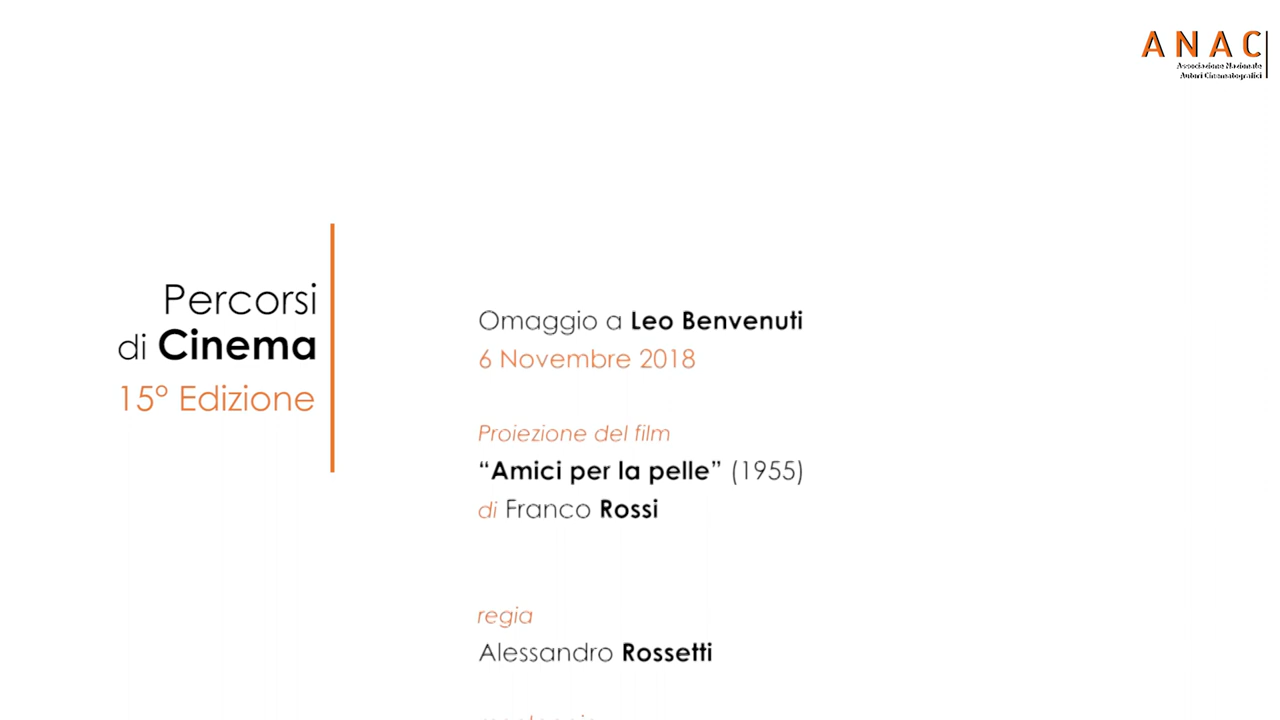 ANAC
Associazione Nazionale
Autori Cinematografici
Percorsi
di Cinema
15° Edizione
Omaggio a Leo Benvenuti
6 Novembre 2018
Proiezione del film
“Amici per la pelle” (1955)
di Franco Rossi
regia
Alessandro Rossetti